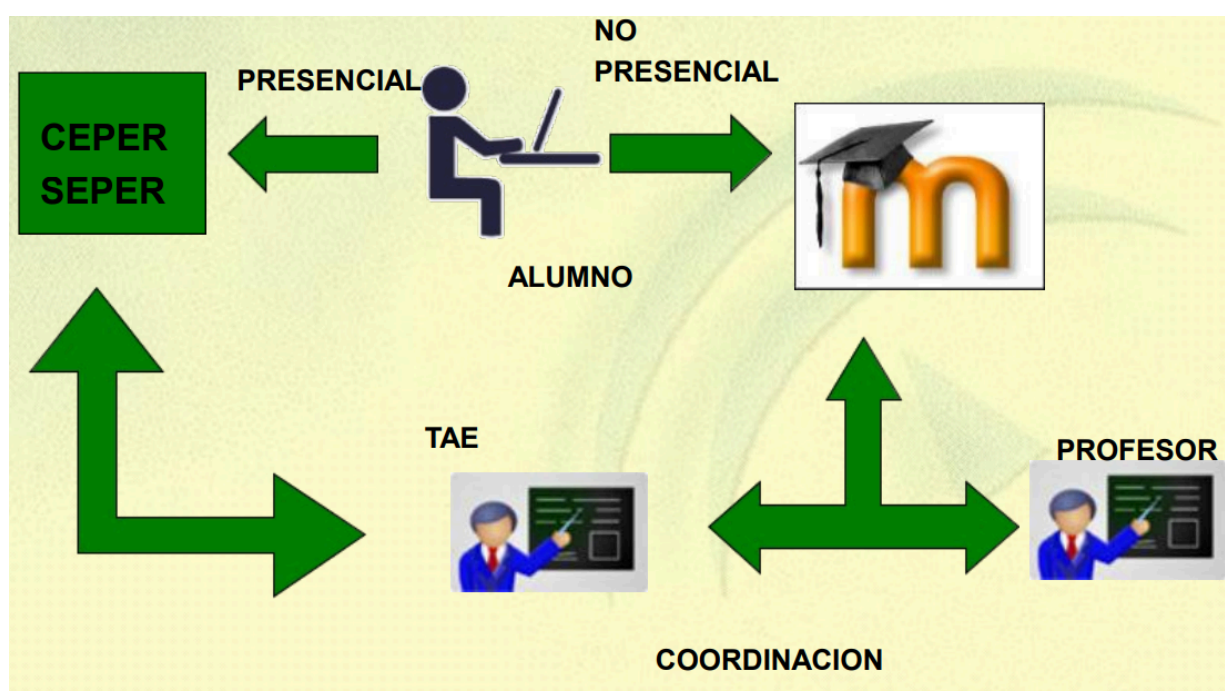 NO
PRESENCIAL
PRESENCIAL
CEPER
SEPER
m
ALUMNO
TAE
PROFESOR
COORDINACION